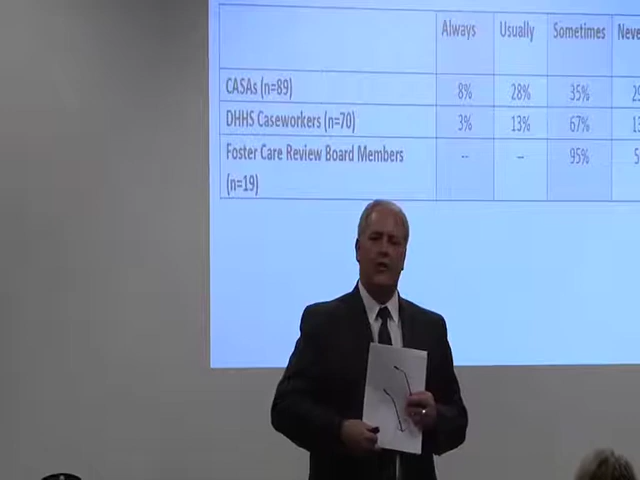 Always Usually Sometimes
CASAs (n=89) 8% 28% 35%
DHHS Caseworkers (n=70) 3% 13% 67%
Foster Care Review Board Members (n=19) -- -- 95%